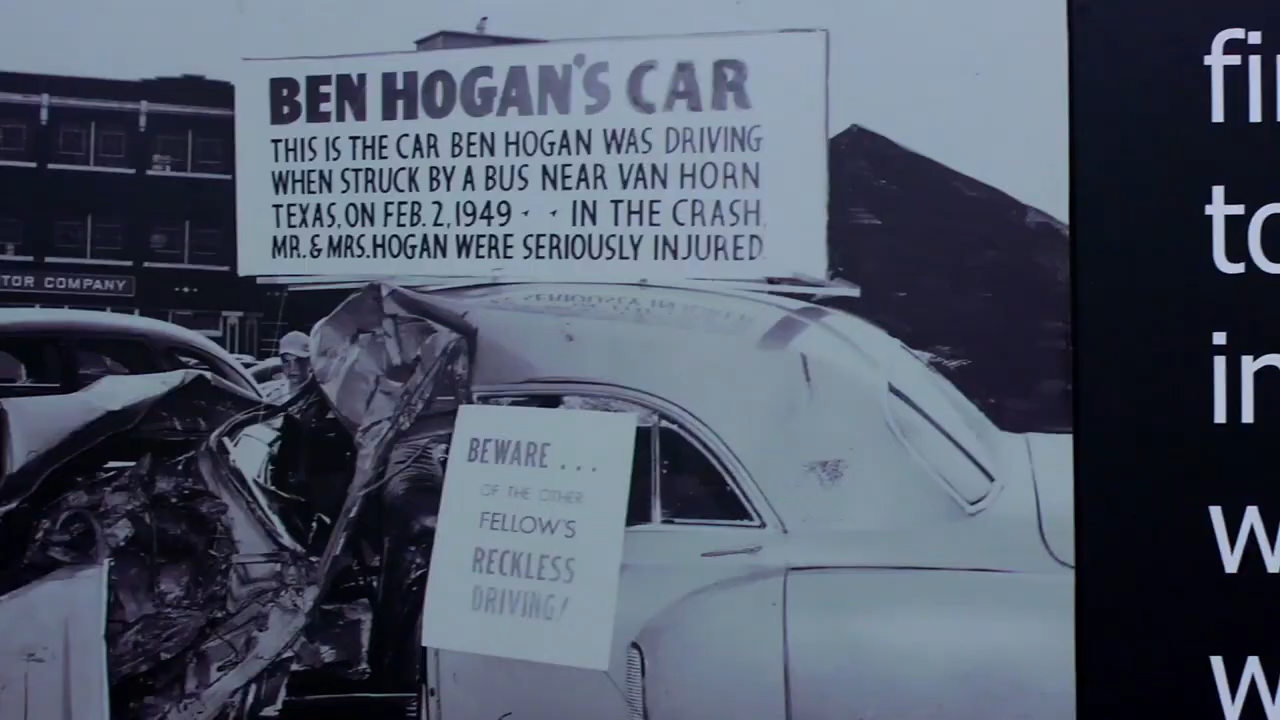 BEN HOGAN'S CAR
THIS IS THE CAR BEN HOGAN WAS DRIVING
WHEN STRUCK BY A BUS NEAR VAN HORN
TEXAS, ON FEB. 2, 1949 · · IN THE CRASH,
MR. & MRS. HOGAN WERE SERIOUSLY INJURED.
TOR COMPANY
BEWARE ...
OF THE OTHER
FELLOW'S
RECKLESS
DRIVING!
fi
to
in
w
w